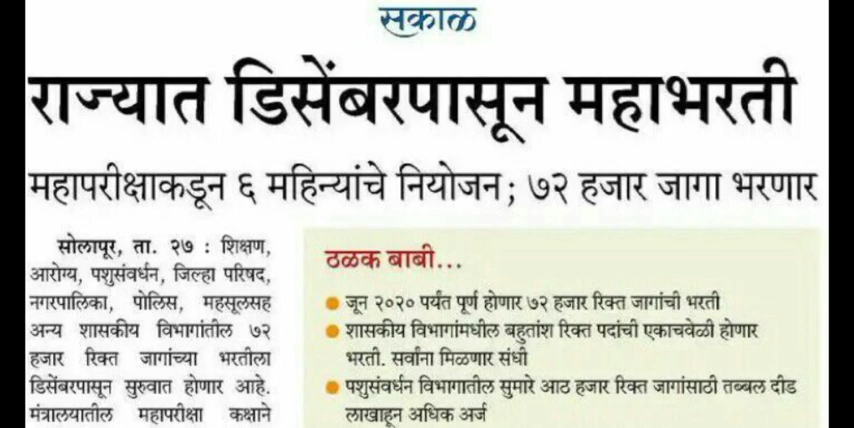 सकाळ
राज्यात डिसेंबरपासून महाभरती
महापरीक्षाकडून ६ महिन्यांचे नियोजन; ७२ हजार जागा भरणार
सोलापूर, ता. २७ : शिक्षण,
आरोग्य, पशुसंवर्धन, जिल्हा परिषद,
नगरपालिका, पोलिस, महसूलसह
अन्य शासकीय विभागांतील ७२
हजार रिक्त जागांच्या भरतीला
डिसेंबरपासून सुरुवात होणार आहे.
मंत्रालयातील महापरीक्षा कक्षाने
ठळक बाबी...
जून २०२० पर्यंत पूर्ण होणार ७२ हजार रिक्त जागांची भरती
शासकीय विभागांमधील बहुतांश रिक्त पदांची एकाचवेळी होणार
भरती. सर्वांना मिळणार संधी
पशुसंवर्धन विभागातील सुमारे आठ हजार रिक्त जागांसाठी तब्बल दीड
लाखाहून अधिक अर्ज